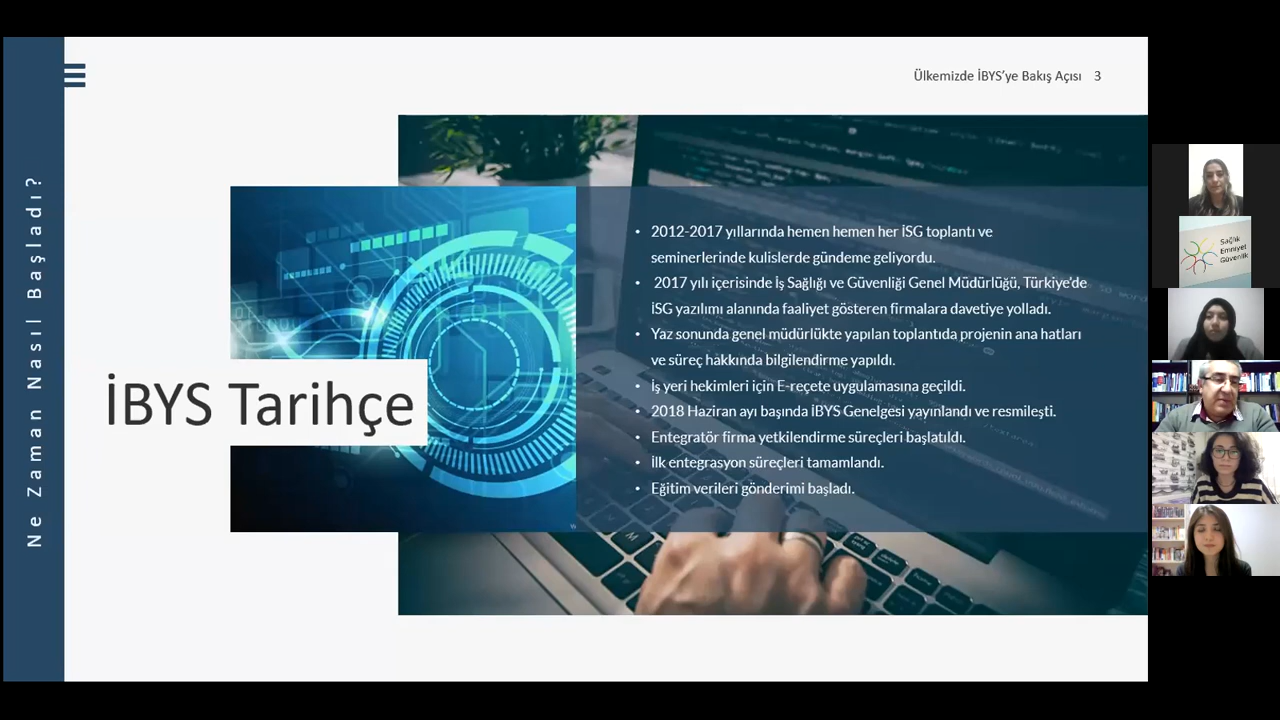 Ülkemizde İBYS'ye Bakış Açısı 3
Ne Zaman Nasıl Başladı?
İBYS Tarihçe
• 2012-2017 yıllarında hemen hemen her İSG toplantı ve
seminerlerinde kulislerde gündeme geliyordu.
• 2017 yılı içerisinde İş Sağlığı ve Güvenliği Genel Müdürlüğü, Türkiye'de
İSG yazılımı alanında faaliyet gösteren firmalara davetiye yolladı.
• Yaz sonunda genel müdürlükte yapılan toplantıda projenin ana hatları
ve süreç hakkında bilgilendirme yapıldı.
• İş yeri hekimleri için E-reçete uygulamasına geçildi.
• 2018 Haziran ayı başında İBYS Genelgesi yayınlandı ve resmileşti.
• Entegratör firma yetkilendirme süreçleri başlatıldı.
• İlk entegrasyon süreçleri tamamlandı.
• Eğitim verileri gönderimi başladı.
Sağlık
Emniyet
Güvenlik